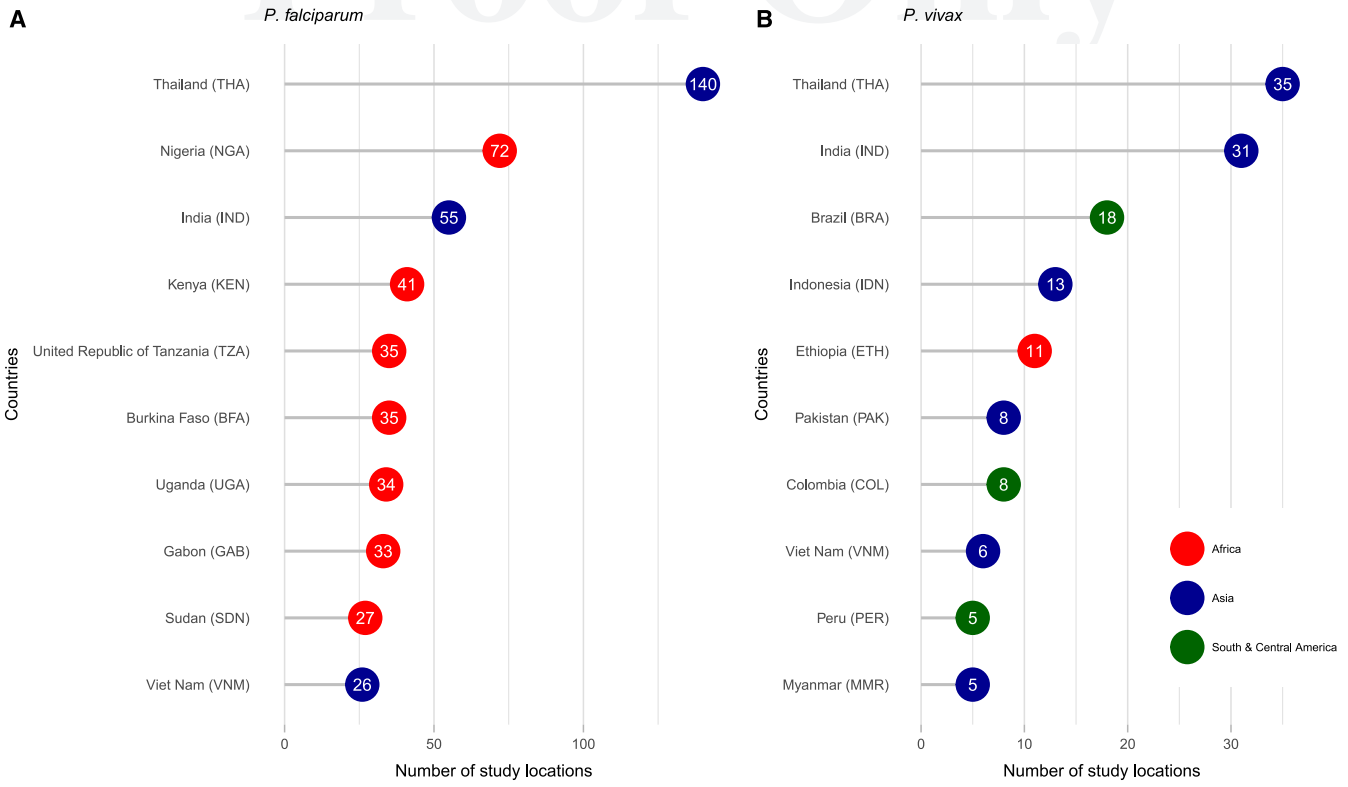 Proof Only
A
P. falciparum
Thailand (THA)
140
Nigeria (NGA)
72
India (IND)
55
Kenya (KEN)
41
United Republic of Tanzania (TZA)
35
Burkina Faso (BFA)
35
Uganda (UGA)
34
Gabon (GAB)
33
Sudan (SDN)
27
Viet Nam (VNM)
26
Countries
0 50 100
Number of study locations
B
P. vivax
Thailand (THA)
35
India (IND)
31
Brazil (BRA)
18
Indonesia (IDN)
13
Ethiopia (ETH)
11
Pakistan (PAK)
8
Colombia (COL)
8
Viet Nam (VNM)
6
Peru (PER)
5
Myanmar (MMR)
5
Countries
0 10 20 30
Number of study locations
Africa
Asia
South & Central America